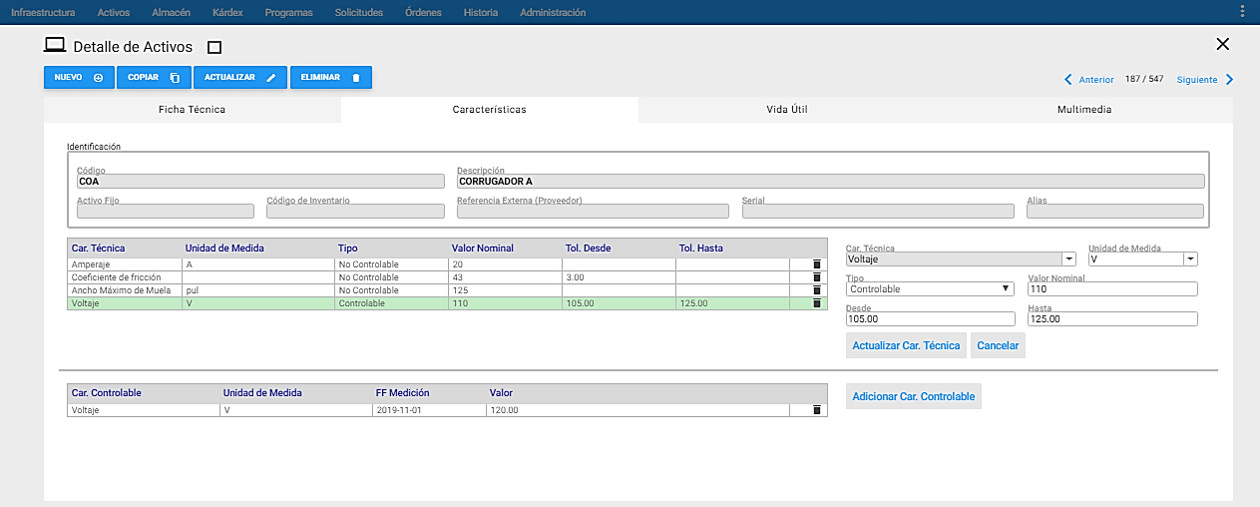 Infraestructura Activos Almacén Kárdex Programas Solicitudes Órdenes Historia Administración
Detalle de Activos
NUEVO COPIAR ACTUALIZAR ELIMINAR
Anterior 187 / 547 Siguiente
Ficha Técnica Características Vida Útil Multimedia
Identificación
Código Descripción
COA CORRUGADOR A
Activo Fijo Código de Inventario Referencia Externa (Proveedor) Serial Alias
Car. Técnica Unidad de Medida Tipo Valor Nominal Tol. Desde Tol. Hasta
Amperaje A No Controlable 20
Coeficiente de fricción No Controlable 43 3.00
Ancho Máximo de Muela pul No Controlable 125
Voltaje V Controlable 110 105.00 125.00
Car. Técnica Unidad de Medida
Voltaje V
Tipo Valor Nominal
Controlable 110
Desde Hasta
105.00 125.00
Actualizar Car. Técnica Cancelar
Car. Controlable Unidad de Medida FF Medición Valor
Voltaje V 2019-11-01 120.00
Adicionar Car. Controlable